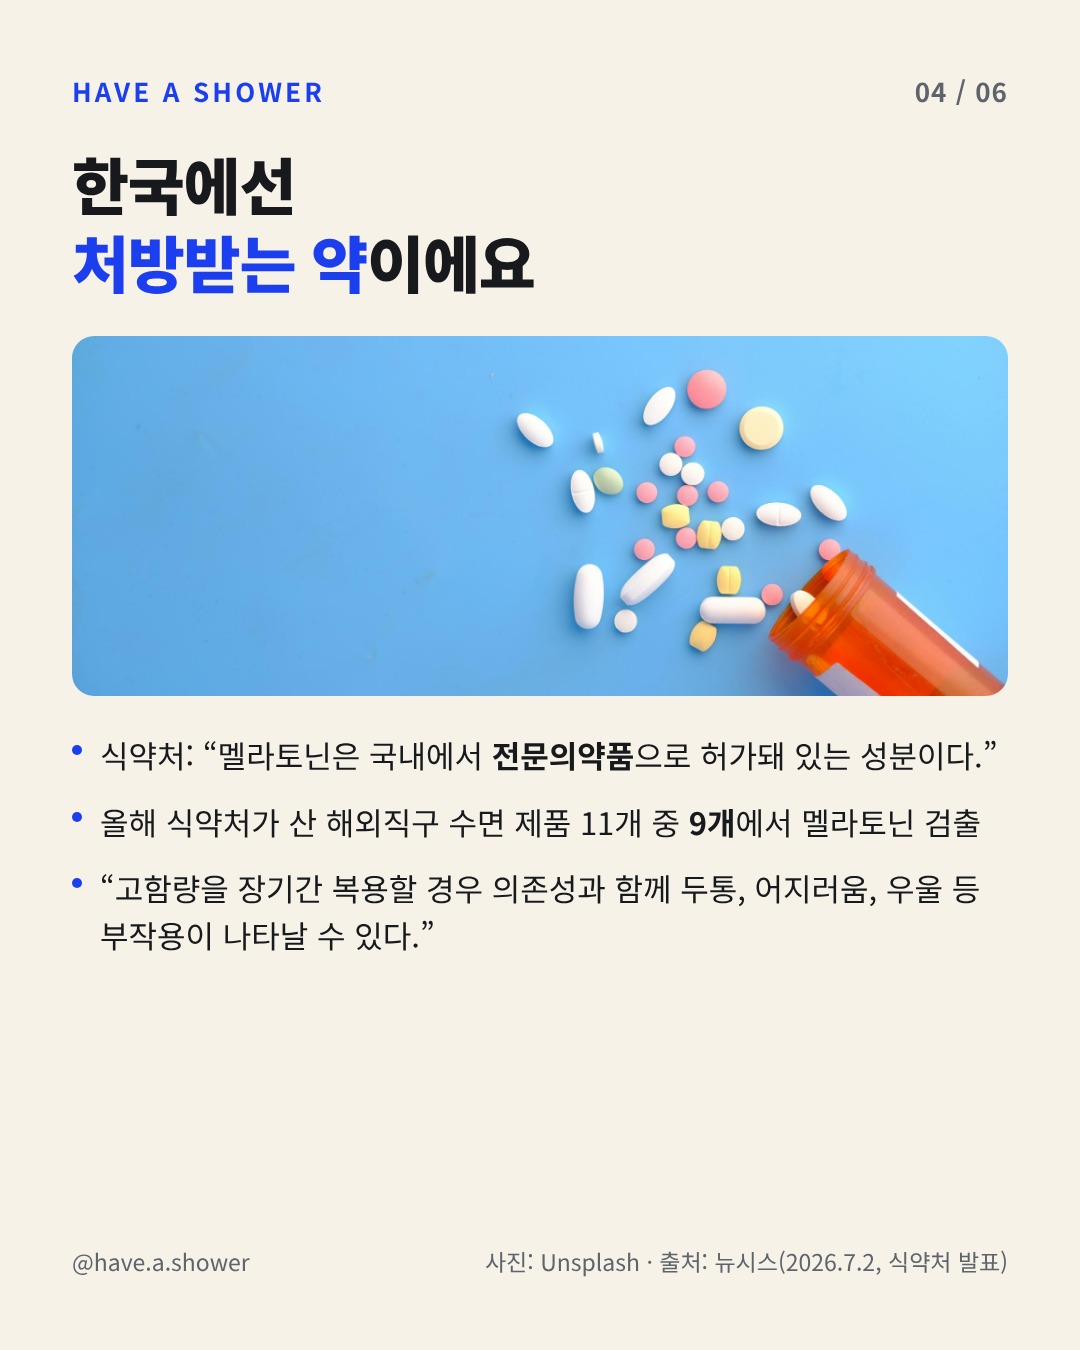 HAVE A SHOWER
04 / 06
한국에선
처방받는 약이에요
• 식약처: “멜라토닌은 국내에서 전문의약품으로 허가돼 있는 성분이다.”
• 올해 식약처가 산 해외직구 수면 제품 11개 중 9개에서 멜라토닌 검출
• “고함량을 장기간 복용할 경우 의존성과 함께 두통, 어지러움, 우울 등
부작용이 나타날 수 있다.”
@have.a.shower
사진: Unsplash · 출처: 뉴시스(2026.7.2, 식약처 발표)